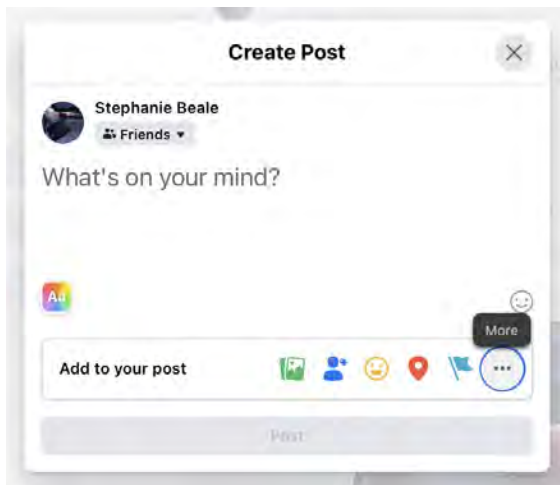 Create Post
Stephanie Beale
Friends
What's on your mind?
Aa
More
Add to your post
Post